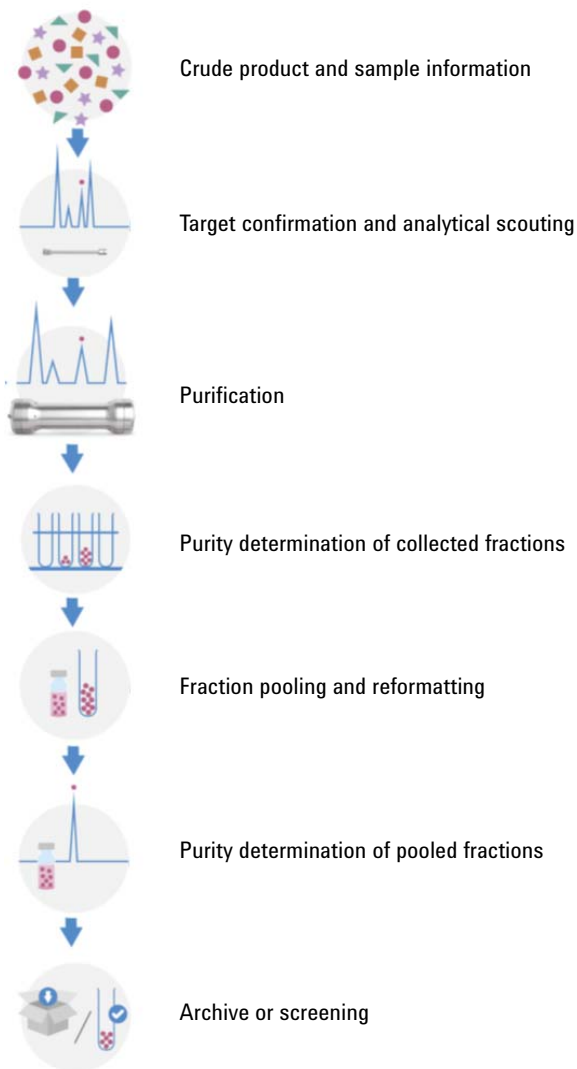 Crude product and sample information
Target confirmation and analytical scouting
Purification
Purity determination of collected fractions
Fraction pooling and reformatting
Purity determination of pooled fractions
Archive or screening